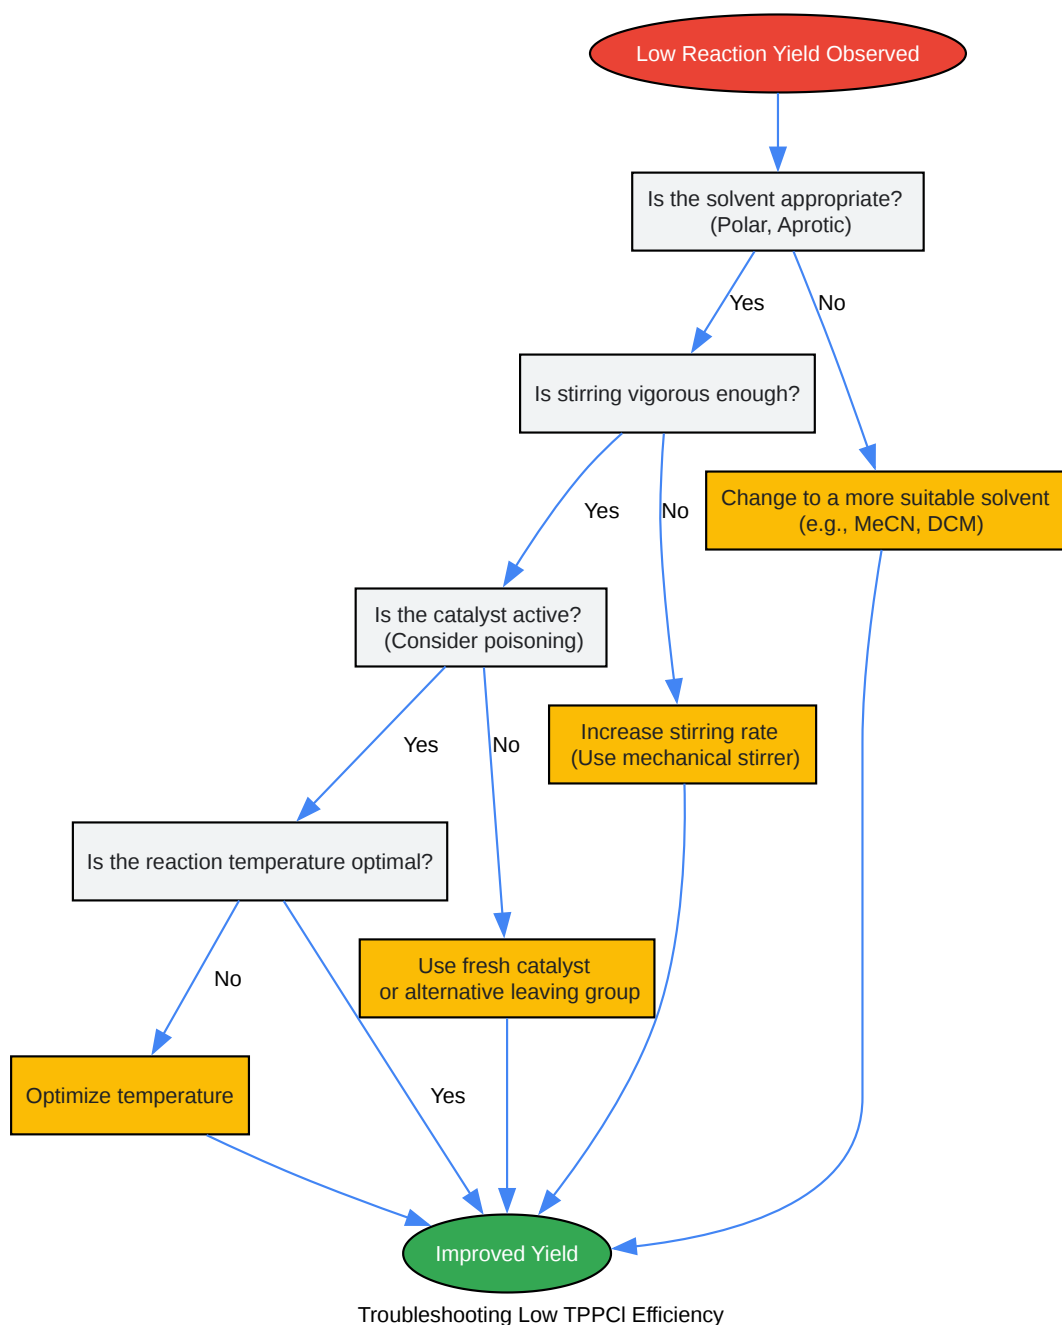 Low Reaction Yield Observed
Is the solvent appropriate?
(Polar, Aprotic)
Yes
No
Is stirring vigorous enough?
Change to a more suitable solvent
(e.g., MeCN, DCM)
Yes
No
Is the catalyst active?
(Consider poisoning)
Increase stirring rate
(Use mechanical stirrer)
Yes
No
Is the reaction temperature optimal?
Use fresh catalyst
or alternative leaving group
No
Yes
Optimize temperature
Improved Yield
Troubleshooting Low TPPCl Efficiency